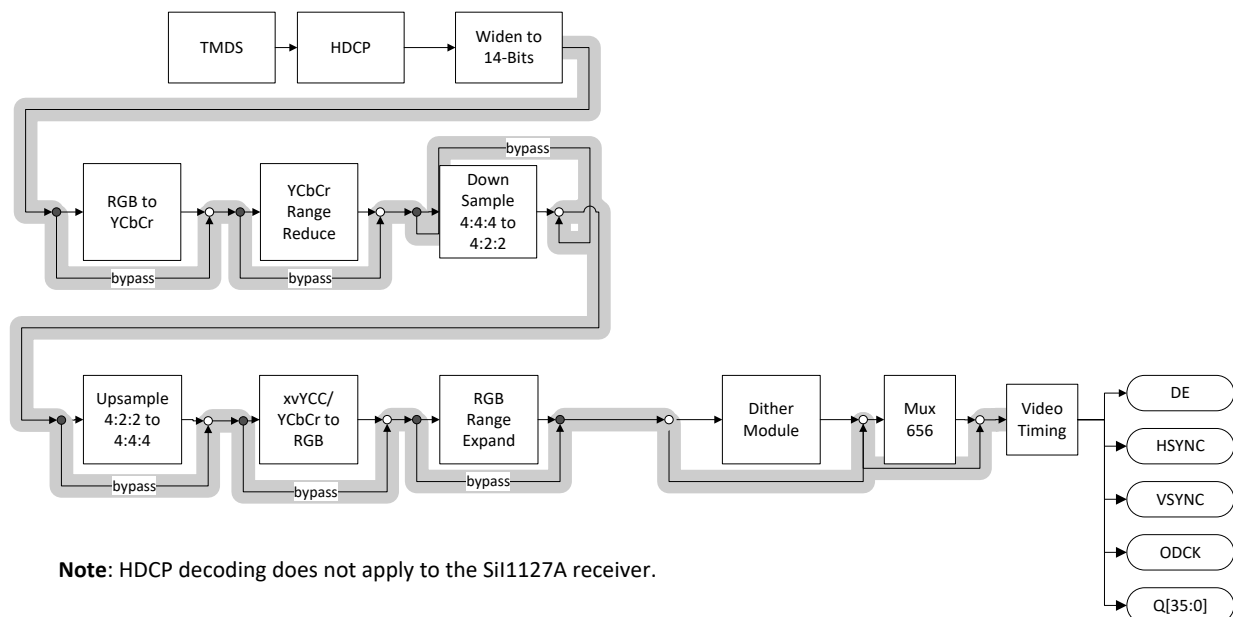 TMDS
HDCP
Widen to
14-Bits
bypass
RGB to
YCbCr
YCbCr
Range
Reduce
Down
Sample
4:4:4 to
4:2:2
bypass
bypass
Upsample
4:2:2 to
4:4:4
xvYCC/
YCbCr to
RGB
RGB
Range
Expand
Dither
Module
Mux
656
Video
Timing
DE
HSYNC
VSYNC
ODCK
Q[35:0]
bypass
bypass
bypass
Note: HDCP decoding does not apply to the SiI1127A receiver.